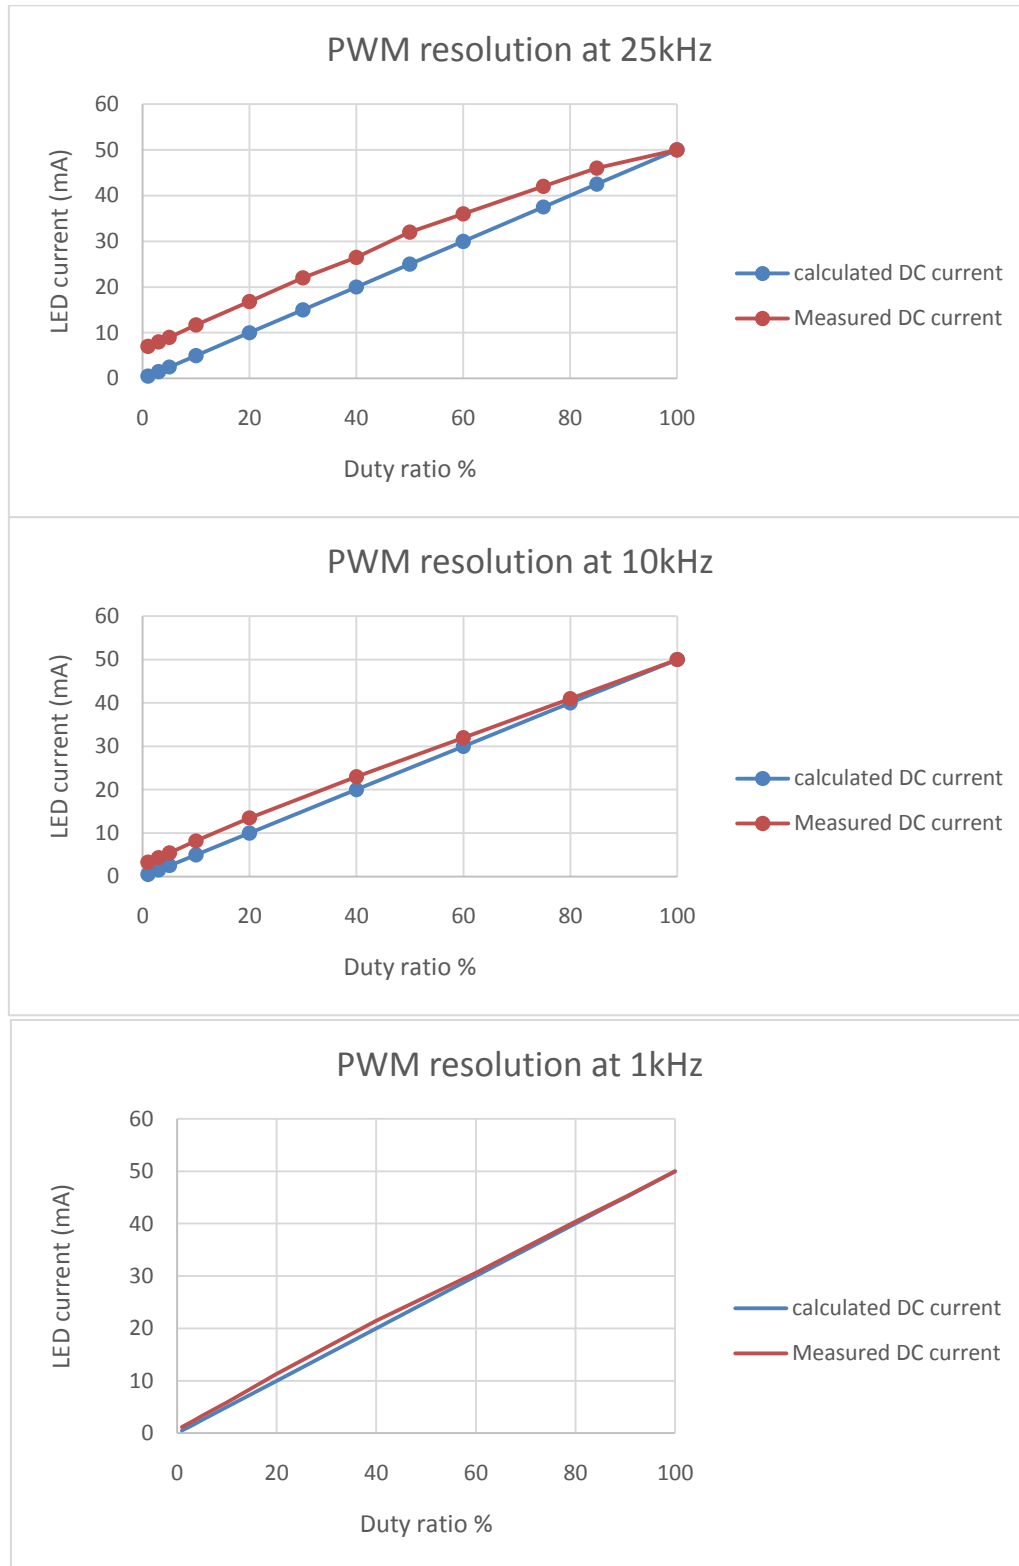 PWM resolution at 25kHz
60
50
40
30
20
10
0
LED current (mA)
0 20 40 60 80 100
Duty ratio %
calculated DC current
Measured DC current
PWM resolution at 10kHz
60
50
40
30
20
10
0
LED current (mA)
0 20 40 60 80 100
Duty ratio %
calculated DC current
Measured DC current
PWM resolution at 1kHz
60
50
40
30
20
10
0
LED current (mA)
0 20 40 60 80 100
Duty ratio %
calculated DC current
Measured DC current